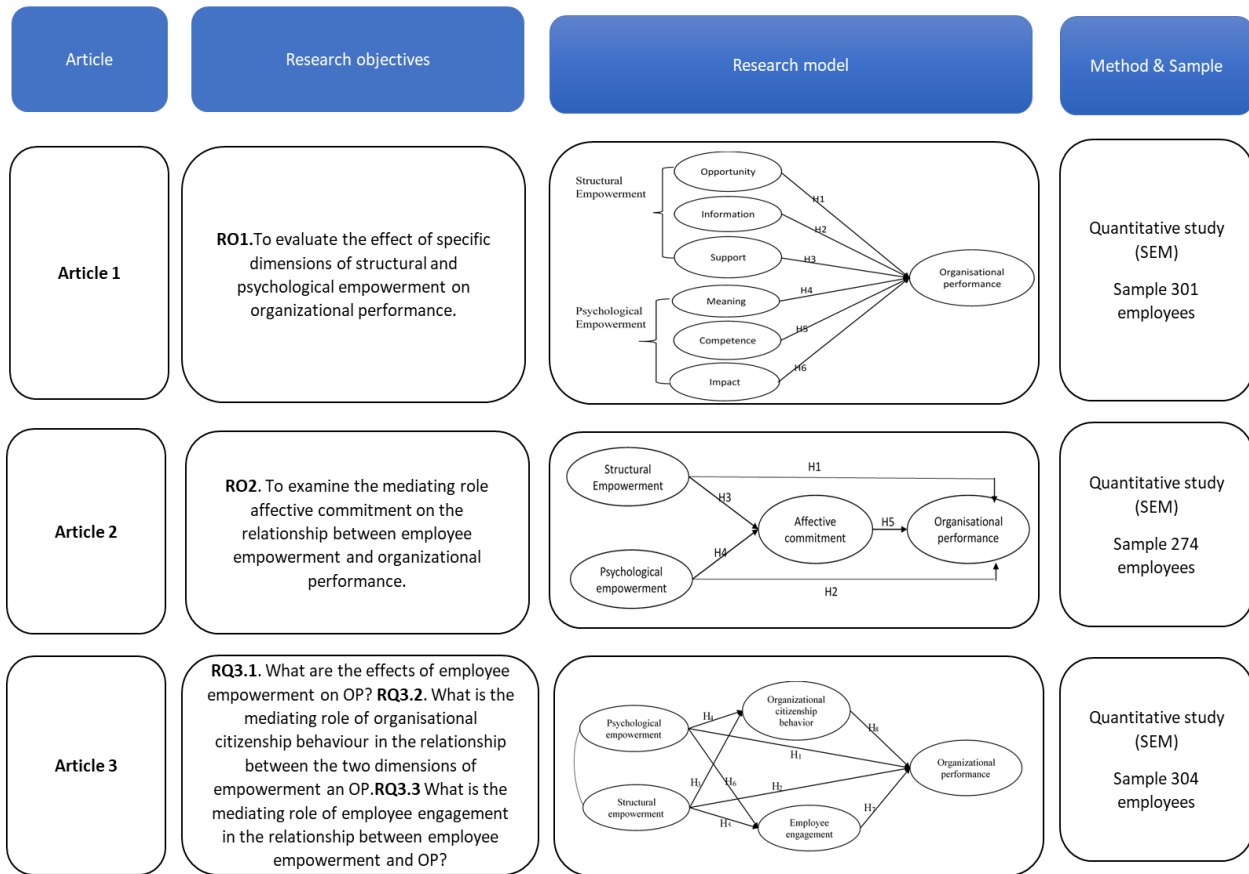 Article
Research objectives
Research model
Method & Sample
Article 1
RO1.To evaluate the effect of specific
dimensions of structural and
psychological empowerment on
organizational performance.
Structural
Empowerment
Opportunity
Information
Support
Psychological
Empowerment
Meaning
Competence
Impact
H1
H2
H3
H4
H5
H6
Organisational
performance
Quantitative study
(SEM)
Sample 301
employees
Article 2
RO2. To examine the mediating role
affective commitment on the
relationship between employee
empowerment and organizational
performance.
Structural
Empowerment
Psychological
empowerment
H1
H3
H4
H2
Affective
commitment
H5
Organisational
performance
Quantitative study
(SEM)
Sample 274
employees
Article 3
RQ3.1. What are the effects of employee
empowerment on OP? RQ3.2. What is the
mediating role of organisational
citizenship behaviour in the relationship
between the two dimensions of
empowerment an OP.RQ3.3 What is the
mediating role of employee engagement
in the relationship between employee
empowerment and OP?
Psychological
empowerment
Structural
empowerment
Organizational
citizenship
behavior
Employee
engagement
H4
H1
H3
H6
H2
H5
H8
H7
Organizational
performance
Quantitative study
(SEM)
Sample 304
employees